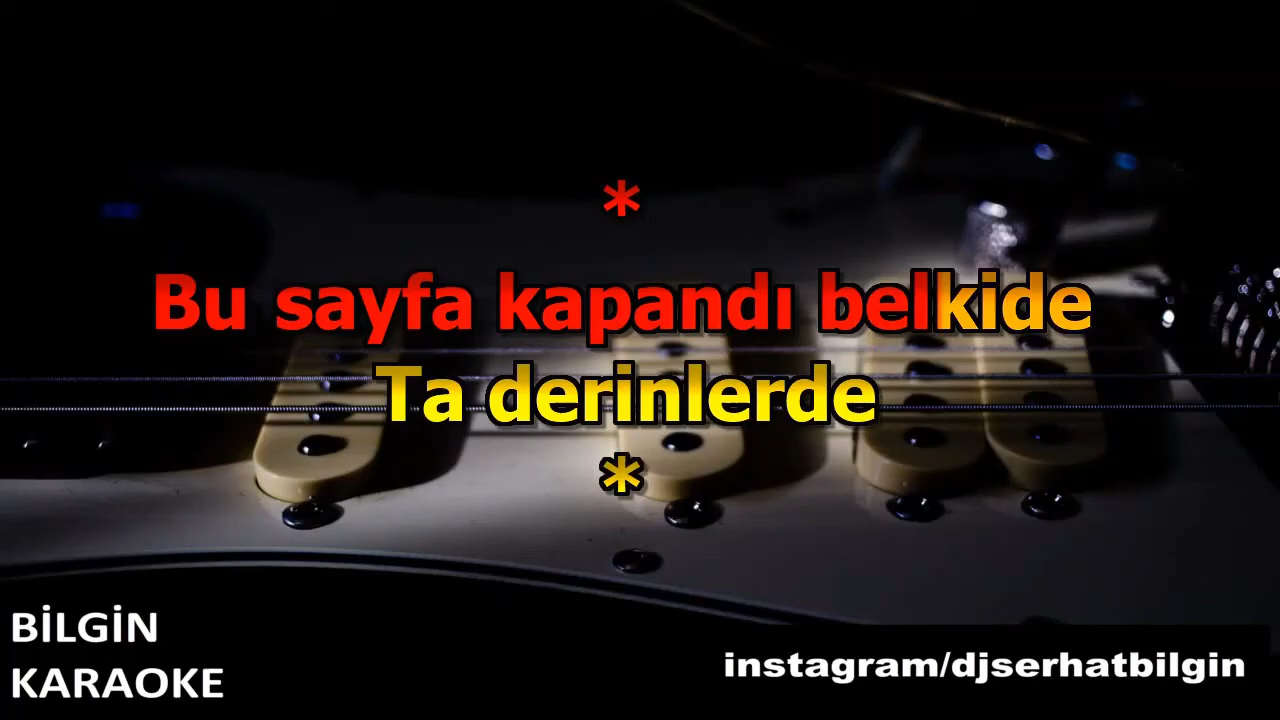 *
Bu sayfa kapandı belkide
Ta derinlerde
*
BİLGİN
KARAOKE
instagram/djserhatbilgin